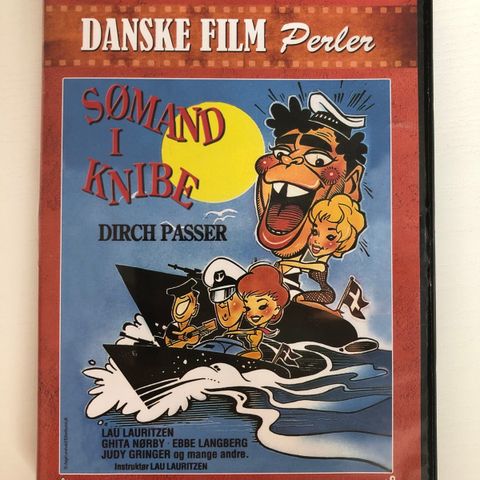 DANSKE FILM Perler
SØMAND
I
KNIBE
DIRCH PASSER
LAU LAURITZEN
GHITA NØRBY · EBBE LANGBERG
JUDY GRINGER og mange andre.
Instruktør LAU LAURITZEN